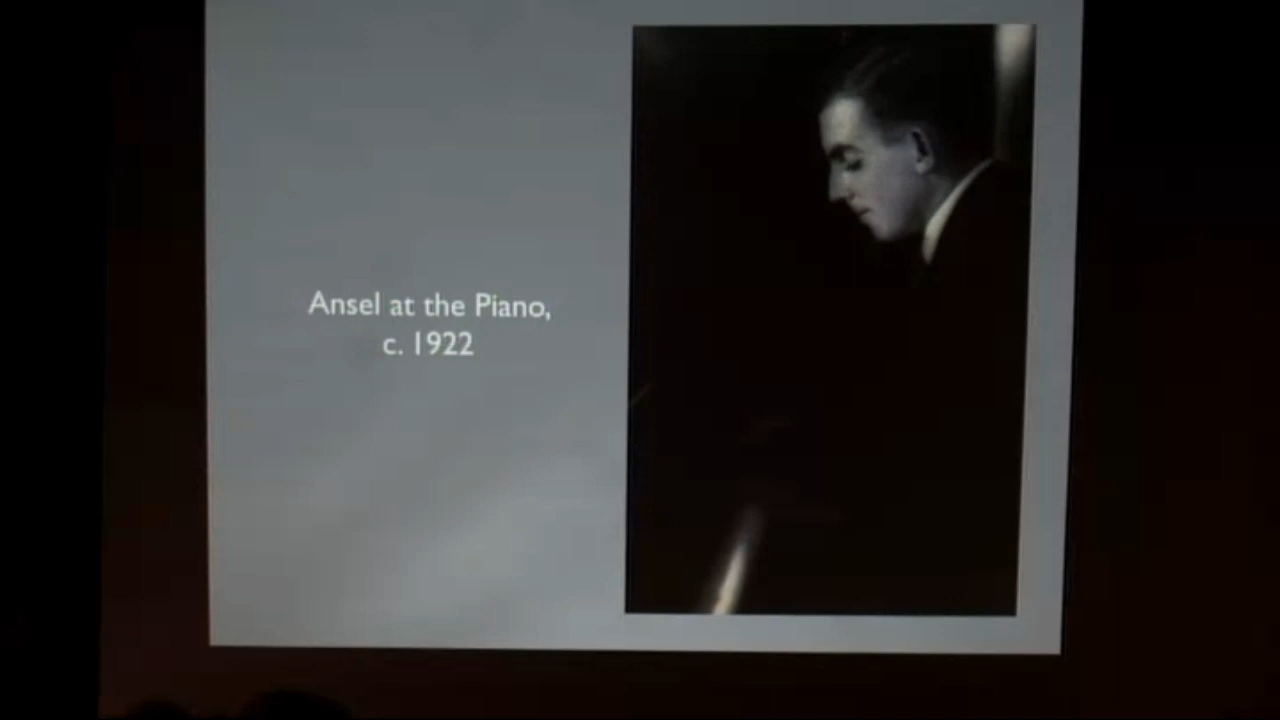 Ansel at the Piano,
c. 1922